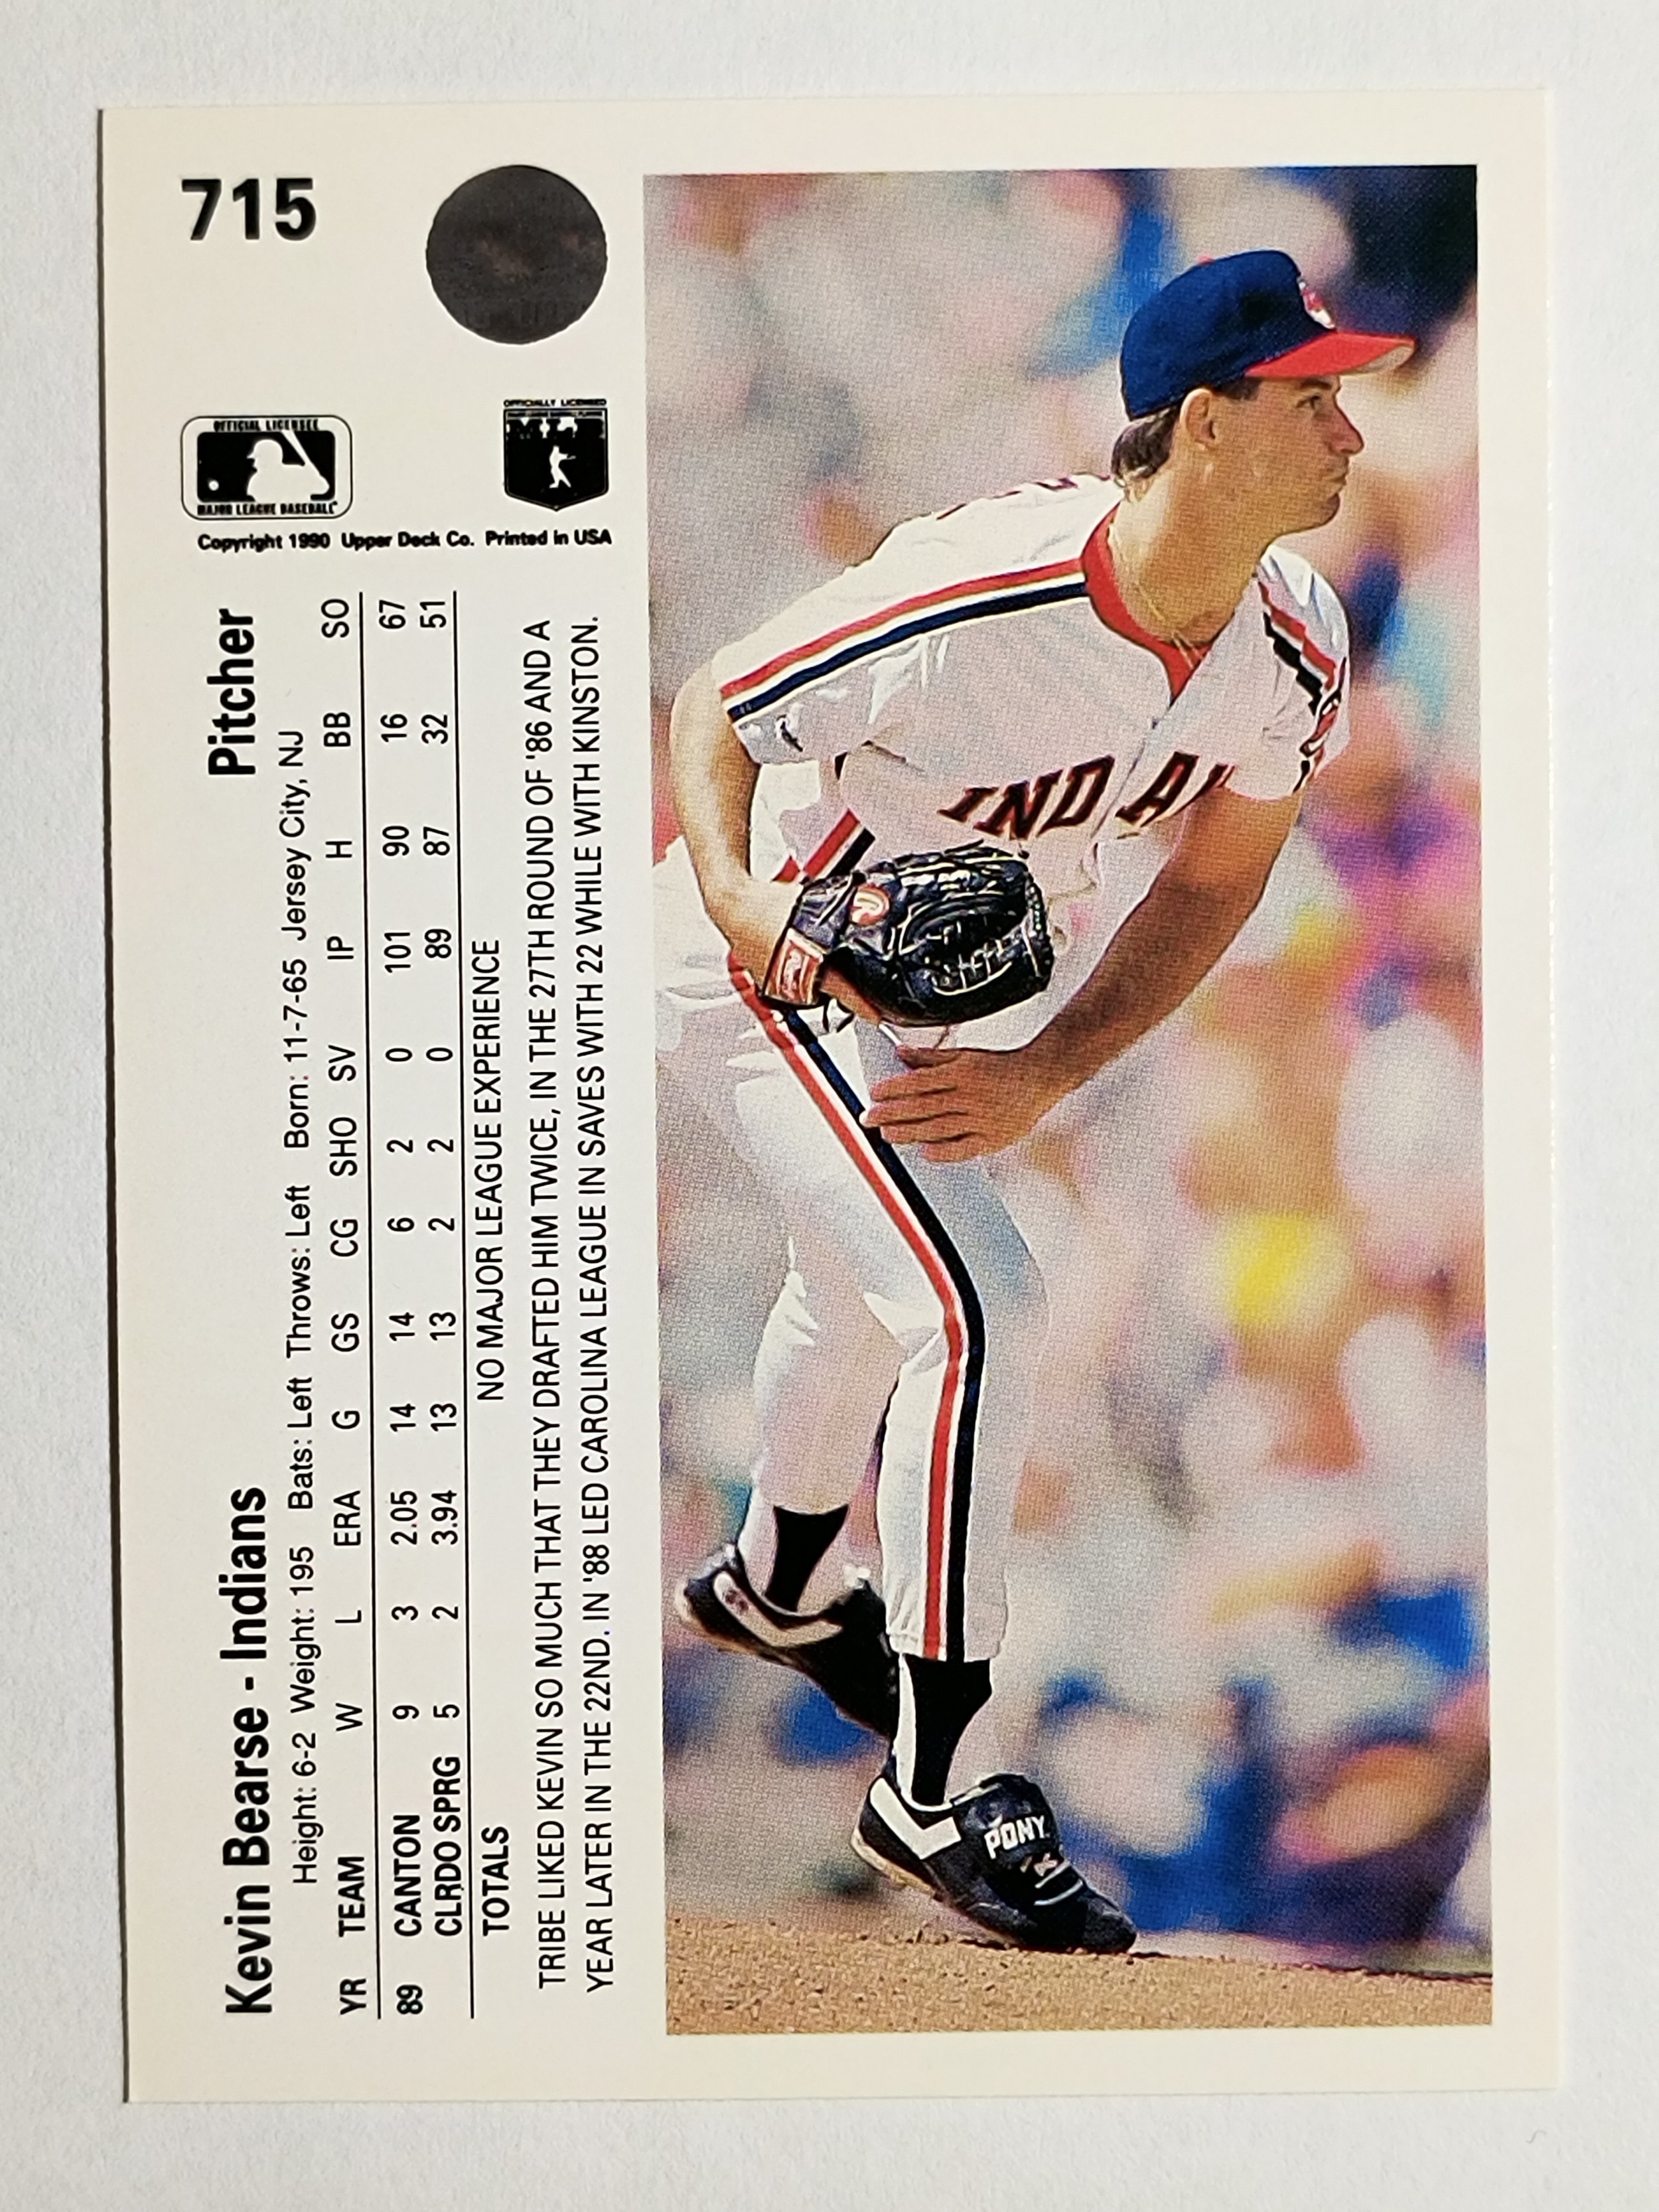 715
OFFICIAL LICENSEE
MAJOR LEAGUE BASEBALL
OFFICIALLY LICENSED
Copyright 1990 Upper Deck Co. Printed in USA
Kevin Bearse - Indians Pitcher
Height: 6-2 Weight: 195 Bats: Left Throws: Left Born: 11-7-65 Jersey City, NJ
YR TEAM W L ERA G GS CG SHO SV IP H BB SO
89 CANTON 9 3 2.05 14 14 6 2 0 101 90 16 67
CLRDO SPRG 5 2 3.94 13 13 2 2 0 89 87 32 51
TOTALS NO MAJOR LEAGUE EXPERIENCE
TRIBE LIKED KEVIN SO MUCH THAT THEY DRAFTED HIM TWICE, IN THE 27TH ROUND OF '86 AND A
YEAR LATER IN THE 22ND. IN '88 LED CAROLINA LEAGUE IN SAVES WITH 22 WHILE WITH KINSTON.
INDIA
PONY